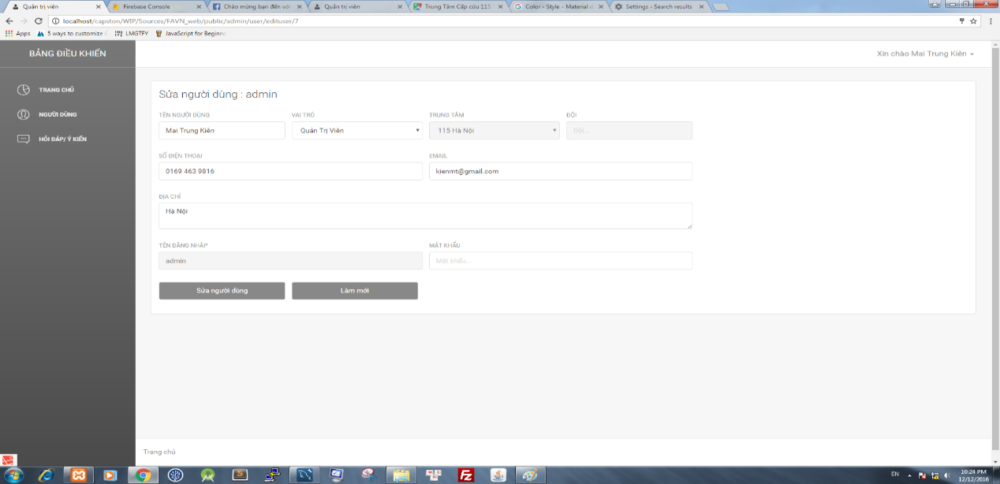 Quản trị viên
Firebase Console
Chào mừng bạn đến với
Quản trị viên
Trung Tâm Cấp cứu 115
Color - Style - Material d
Settings - Search results
localhost/capston/WIP/Sources/FAVN_web/public/admin/user/edituser/7
Apps
5 ways to customize
LMGTFY
JavaScript for Beginne
BẢNG ĐIỀU KHIỂN
Xin chào Mai Trung Kiên
TRANG CHỦ
NGƯỜI DÙNG
HỎI ĐÁP/ Ý KIẾN
Sửa người dùng : admin
TÊN NGƯỜI DÙNG VAI TRÒ TRUNG TÂM ĐỘI
Mai Trung Kiên Quản Trị Viên 115 Hà Nội Đội...
SỐ ĐIỆN THOẠI EMAIL
0169 463 9816 kienmt@gmail.com
ĐỊA CHỈ
Hà Nội
TÊN ĐĂNG NHẬP MẬT KHẨU
admin Mật khẩu...
Sửa người dùng Làm mới
Trang chủ
EN
10:24 PM
12/12/2016